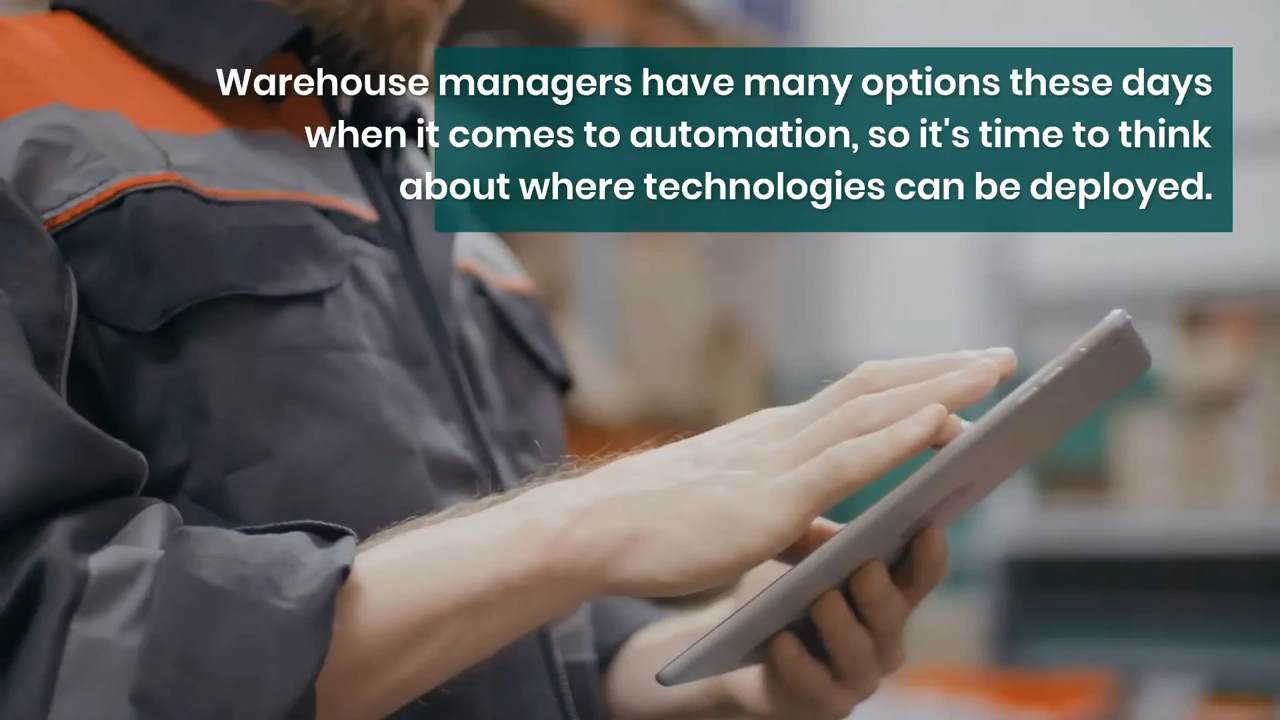 Warehouse managers have many options these days
when it comes to automation, so it's time to think
about where technologies can be deployed.